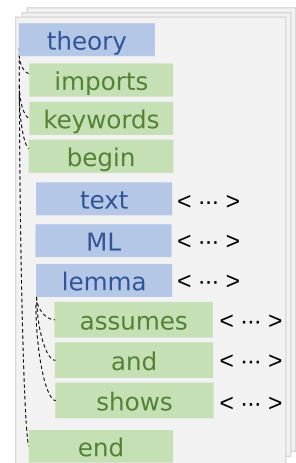 theory
imports
keywords
begin
text < ... >
ML < ... >
lemma < ... >
assumes < ... >
and < ... >
shows < ... >
end